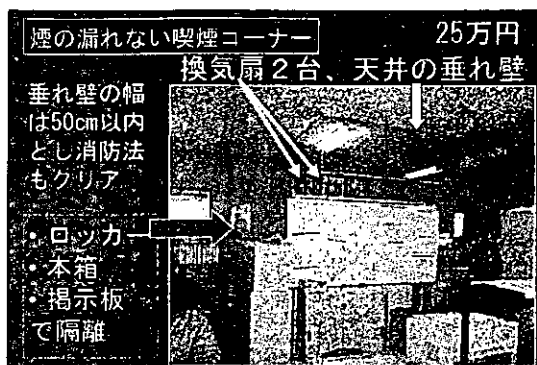 煙の漏れない喫煙コーナー
25万円
換気扇2台、天井の垂れ壁
垂れ壁の幅
は50cm以内
とし消防法
もクリア
・ロッカー
・本箱
・掲示板
で隔離